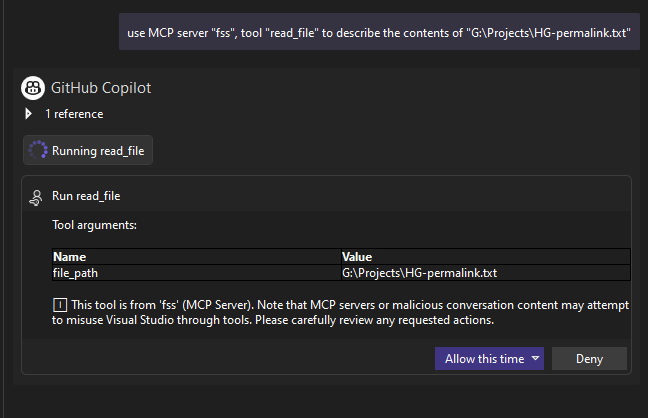 use MCP server "fss", tool "read_file" to describe the contents of "G:\Projects\HG-permalink.txt"
GitHub Copilot
1 reference
Running read_file
Run read_file
Tool arguments:
Name Value
file_path G:\Projects\HG-permalink.txt
This tool is from 'fss' (MCP Server). Note that MCP servers or malicious conversation content may attempt
to misuse Visual Studio through tools. Please carefully review any requested actions.
Allow this time Deny